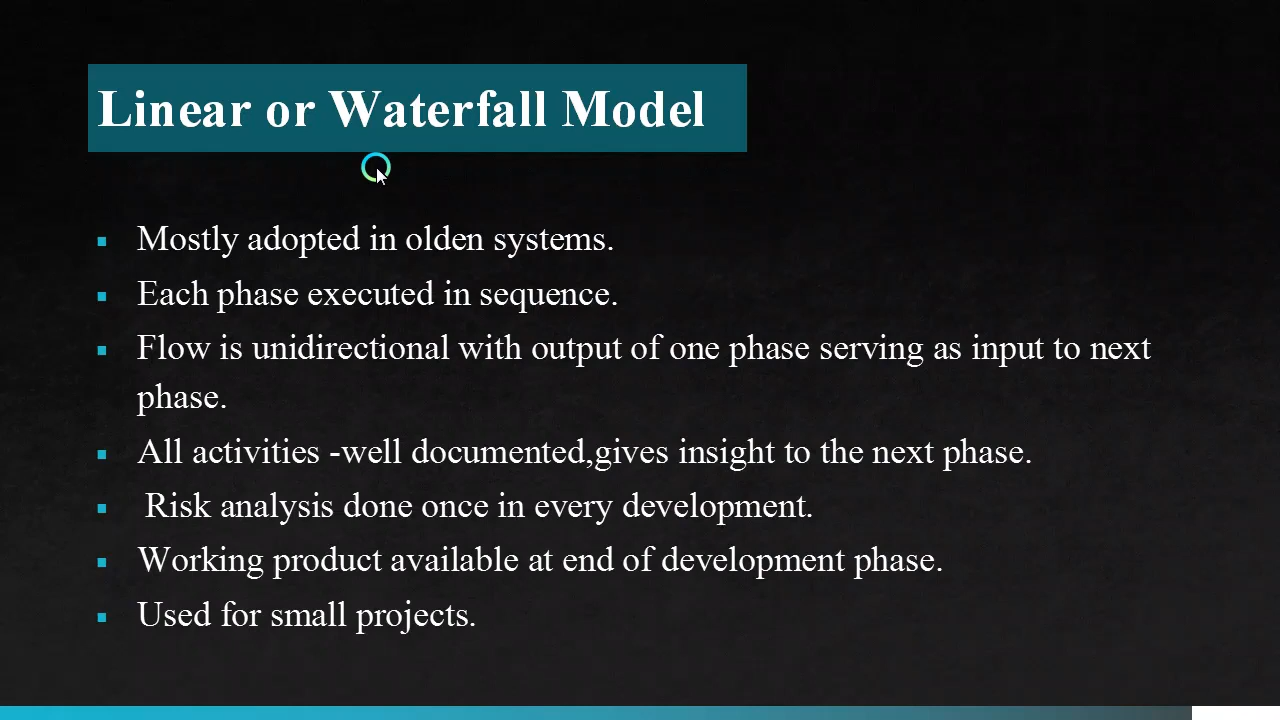 Linear or Waterfall Model
Mostly adopted in olden systems.
Each phase executed in sequence.
Flow is unidirectional with output of one phase serving as input to next
phase.
All activities -well documented,gives insight to the next phase.
Risk analysis done once in every development.
Working product available at end of development phase.
Used for small projects.